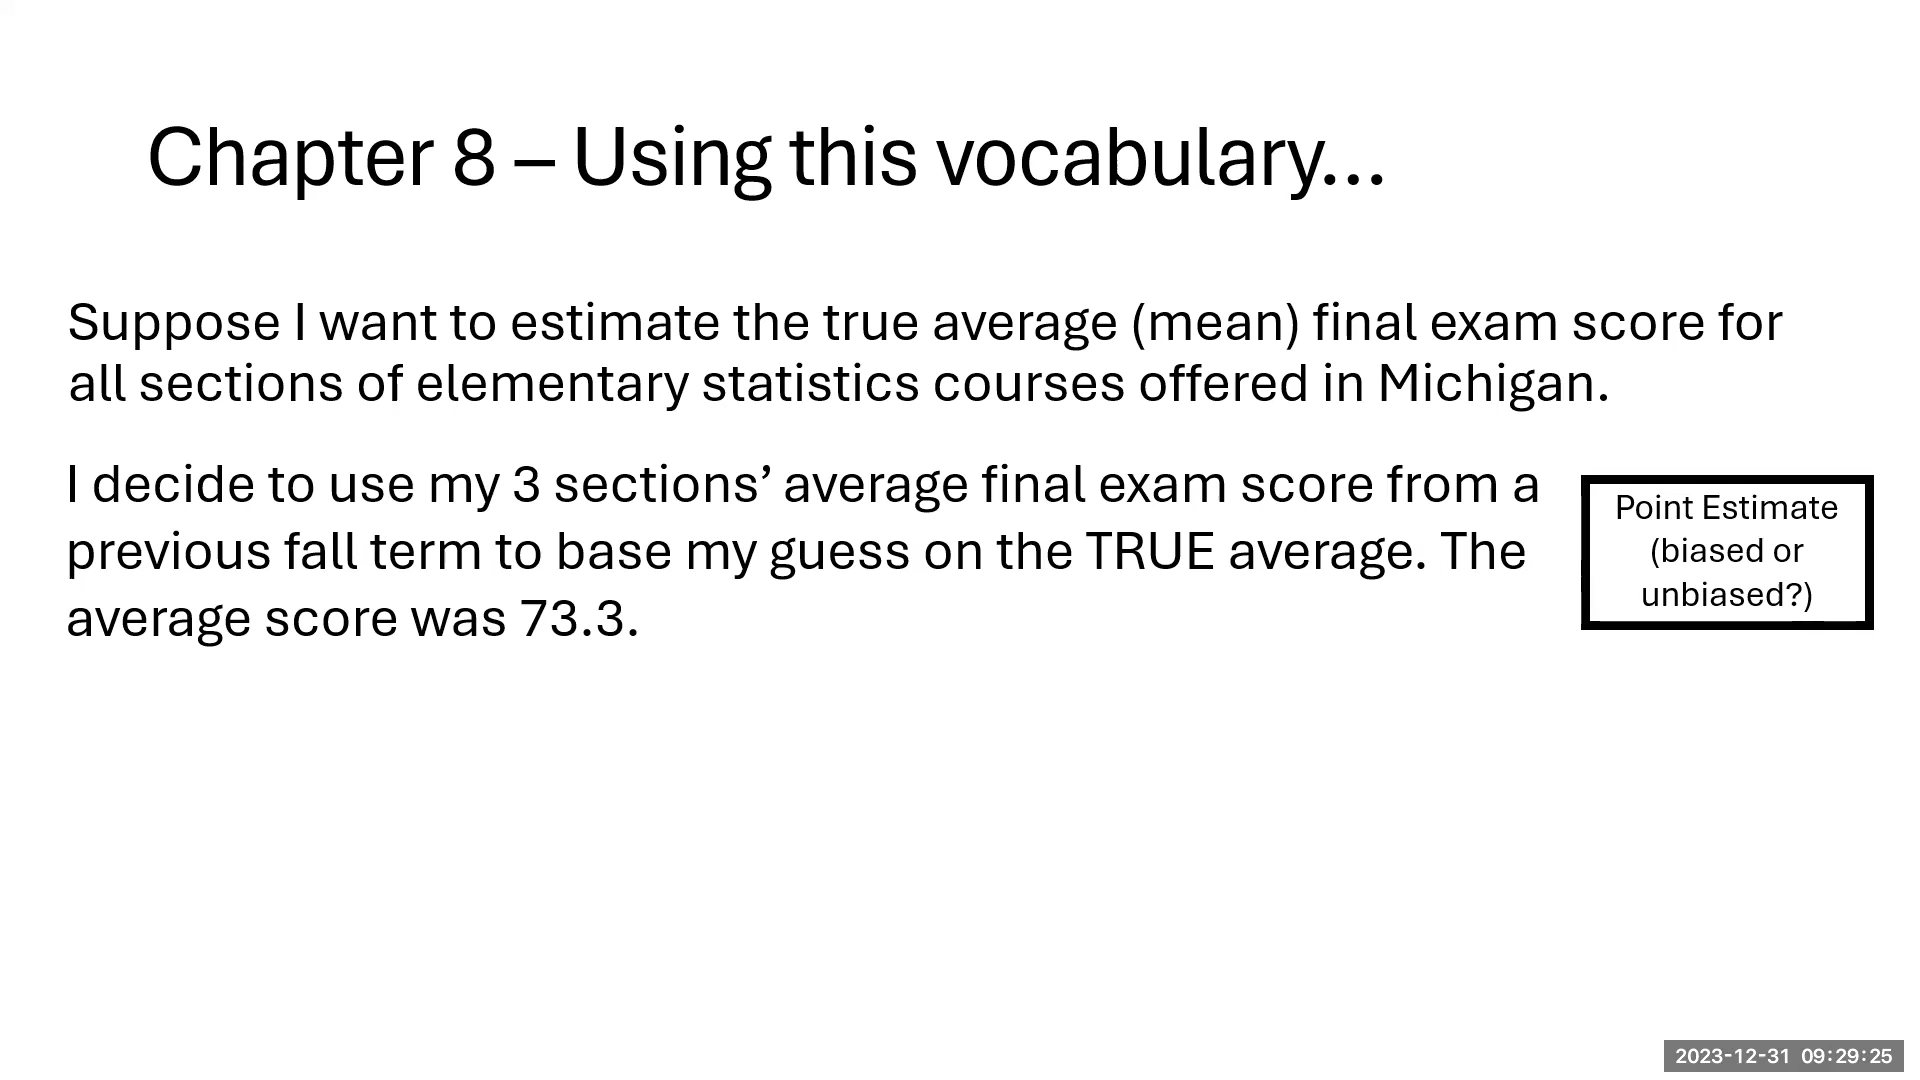 Chapter 8 – Using this vocabulary...
Suppose I want to estimate the true average (mean) final exam score for
all sections of elementary statistics courses offered in Michigan.
I decide to use my 3 sections’ average final exam score from a
previous fall term to base my guess on the TRUE average. The
average score was 73.3.
Point Estimate
(biased or
unbiased?)
2023-12-31 09:29:25